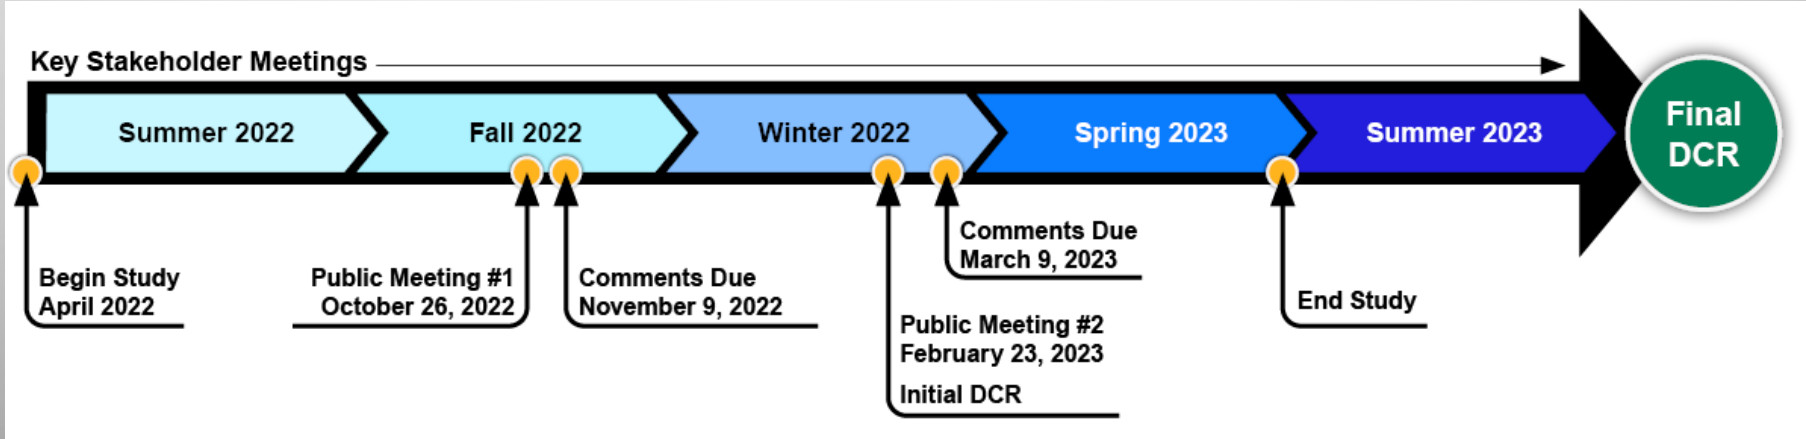 Key Stakeholder Meetings
Summer 2022
Fall 2022
Winter 2022
Spring 2023
Summer 2023
Final
DCR
Begin Study
April 2022
Public Meeting #1
October 26, 2022
Comments Due
November 9, 2022
Public Meeting #2
February 23, 2023
Initial DCR
Comments Due
March 9, 2023
End Study